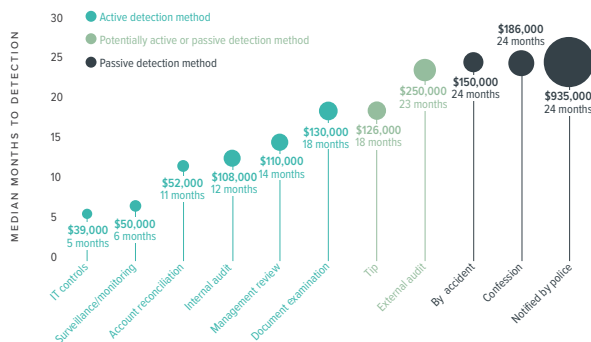 MEDIAN MONTHS TO DETECTION
30
25
20
15
10
5
0
Active detection method
Potentially active or passive detection method
Passive detection method
$39,000
5 months
$50,000
6 months
$52,000
11 months
$108,000
12 months
$110,000
14 months
$130,000
18 months
$126,000
18 months
$250,000
23 months
$150,000
24 months
$186,000
24 months
$935,000
24 months
IT controls
Surveillance/monitoring
Account reconciliation
Internal audit
Management review
Document examination
Tip
External audit
By accident
Confession
Notified by police